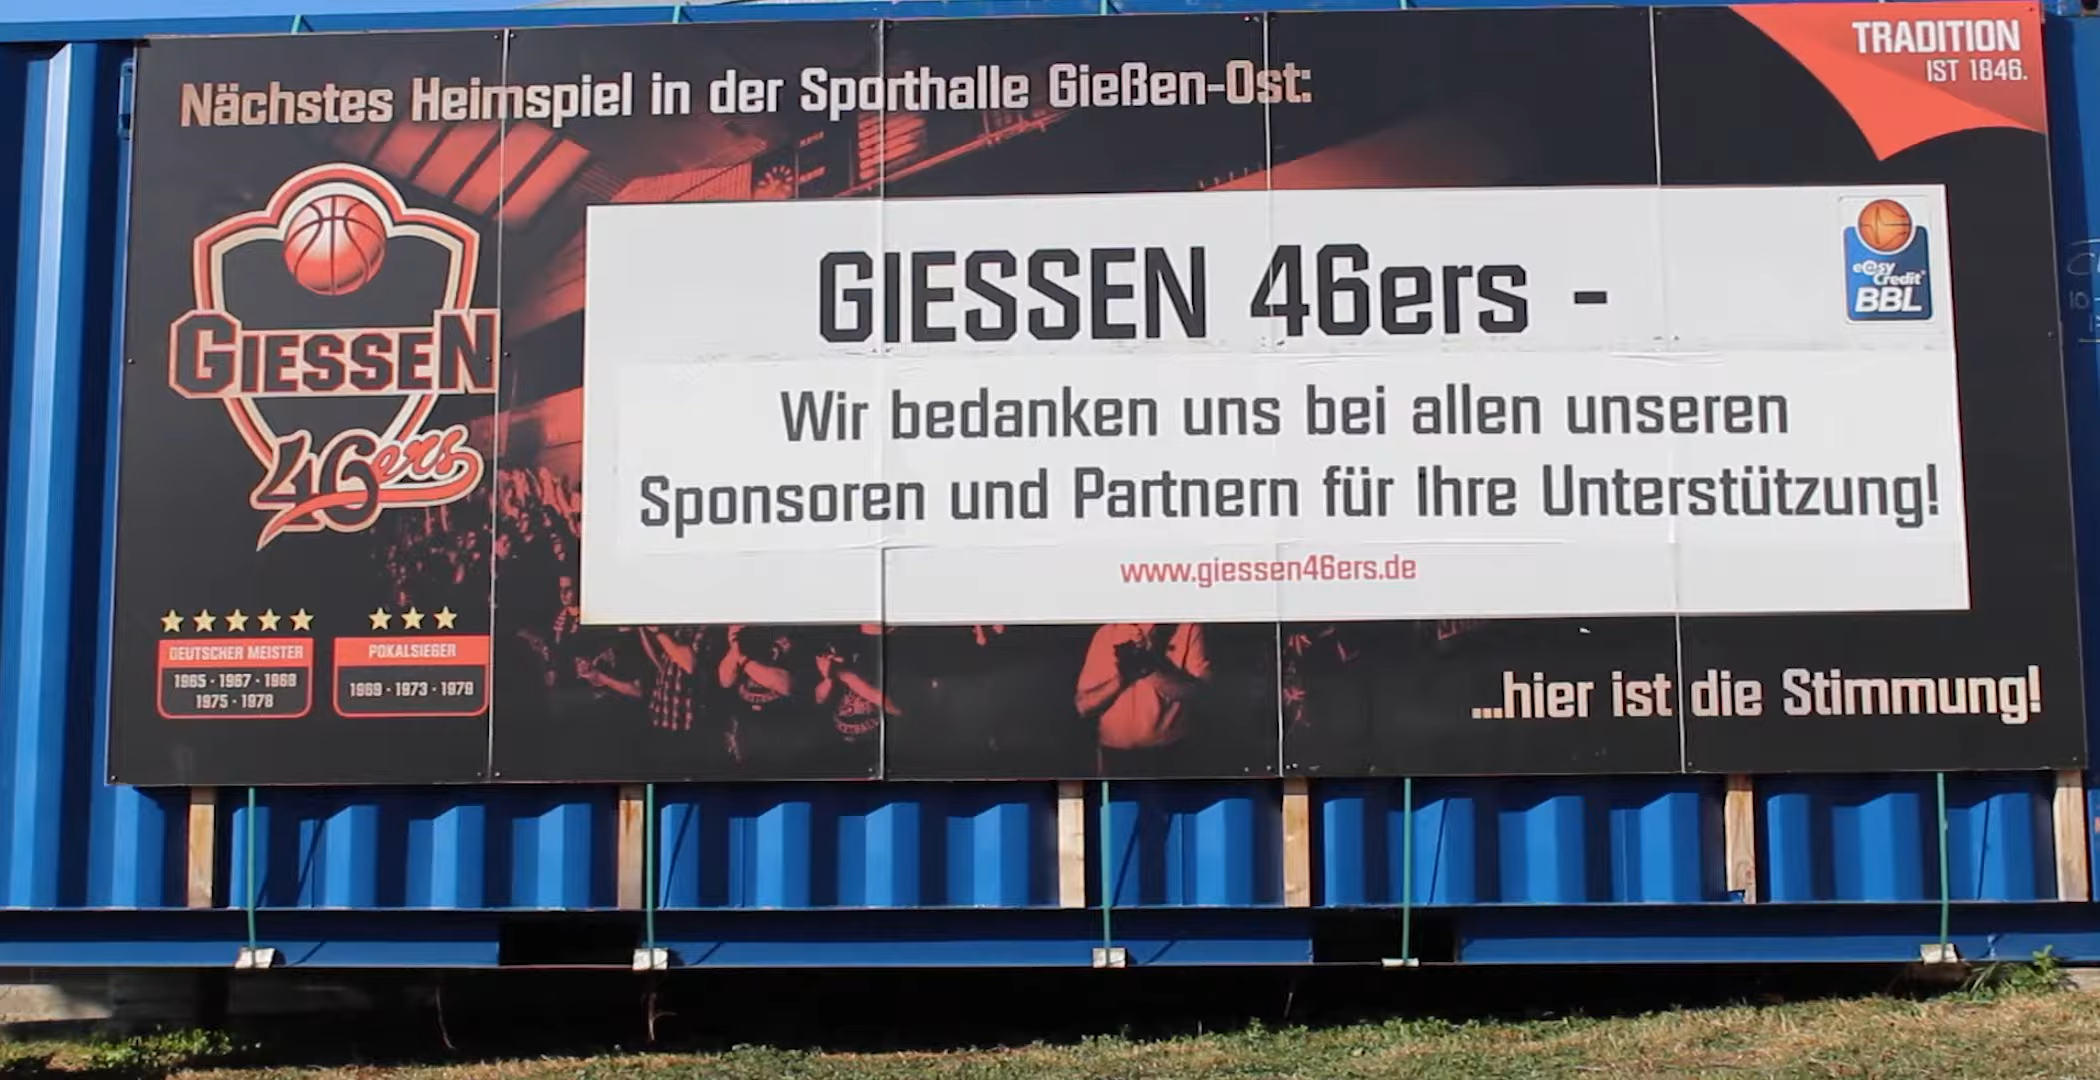 Nächstes Heimspiel in der Sporthalle Gießen-Ost:
TRADITION
IST 1846.
GIESSEN
46ers
GIESSEN 46ers -
easy
Credit
BBL
Wir bedanken uns bei allen unseren
Sponsoren und Partnern für Ihre Unterstützung!
www.giessen46ers.de
DEUTSCHER MEISTER
1965 - 1967 - 1968
1975 - 1978
POKALSIEGER
1969 - 1973 - 1979
...hier ist die Stimmung!